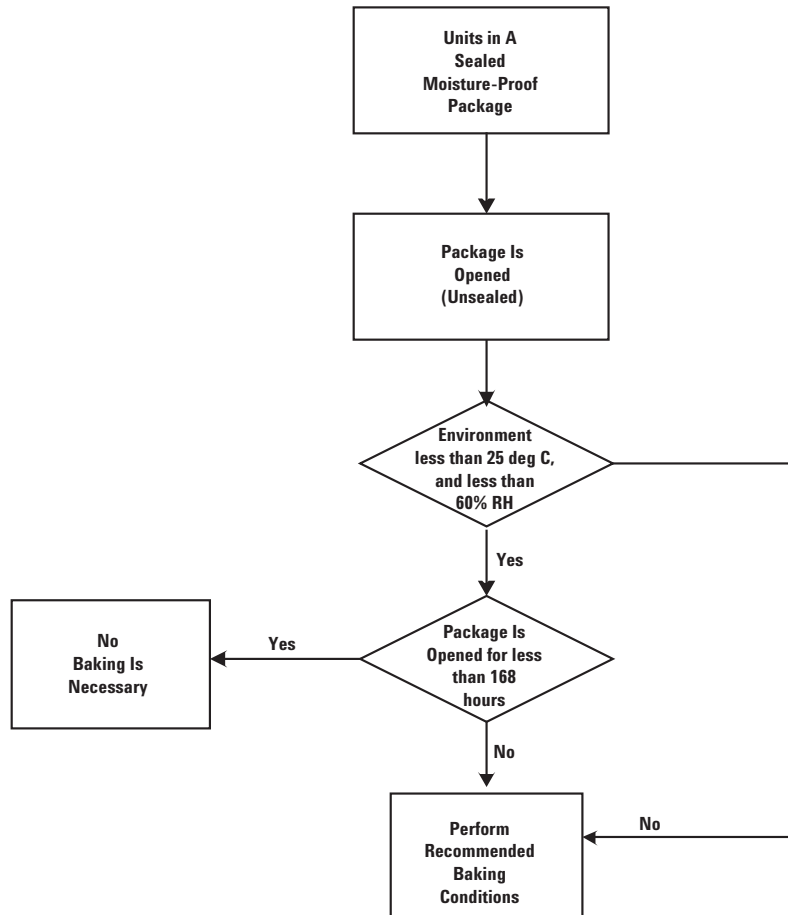 Units in A
Sealed
Moisture-Proof
Package
Package Is
Opened
(Unsealed)
Environment
less than 25 deg C,
and less than
60% RH
Yes
Package Is
Opened for less
than 168
hours
Yes
No
Baking Is
Necessary
No
Perform
Recommended
Baking
Conditions
No